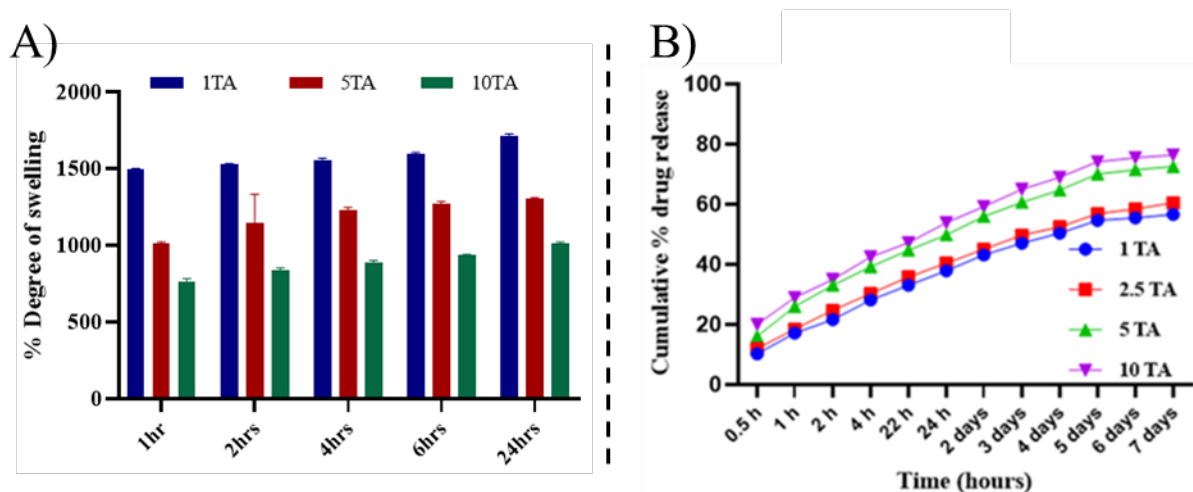 A)
1TA 5TA 10TA
% Degree of swelling
2000
1500
1000
500
0
1hr 2hrs 4hrs 6hrs 24hrs
B)
Cumulative % drug release
100
80
60
40
20
0
1 TA
2.5 TA
5 TA
10 TA
0.5 h 1 h 2 h 4 h 22 h 24 h 2 days 3 days 4 days 5 days 6 days 7 days
Time (hours)